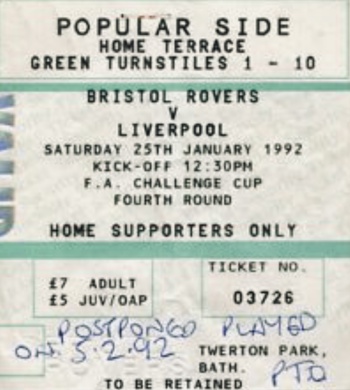 POPULAR SIDE
HOME TERRACE
GREEN TURNSTILES 1 - 10
BRISTOL ROVERS
V
LIVERPOOL
SATURDAY 25TH JANUARY 1992
KICK-OFF 12:30PM
F.A. CHALLENGE CUP
FOURTH ROUND
HOME SUPPORTERS ONLY
£7 ADULT
£5 JUV/OAP
TICKET NO.
03726
POSTPONED PLAYED
ON 5.2.92
TWERTON PARK,
BATH.
PTO
TO BE RETAINED